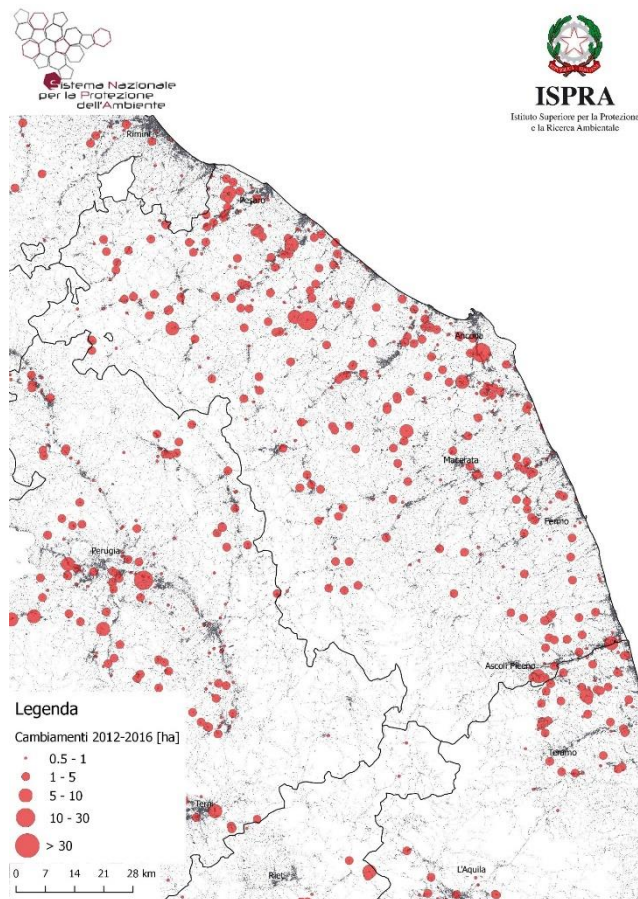 Sistema Nazionale
per la Protezione
dell'Ambiente
ISPRA
Istituto Superiore per la Protezione
e la Ricerca Ambientale
Rimini
Pesaro
Ancona
Macerata
Fermo
Perugia
Ascoli Piceno
Teramo
Terni
Rieti
L'Aquila
Legenda
Cambiamenti 2012-2016 [ha]
0.5 - 1
1 - 5
5 - 10
10 - 30
> 30
0 7 14 21 28 km